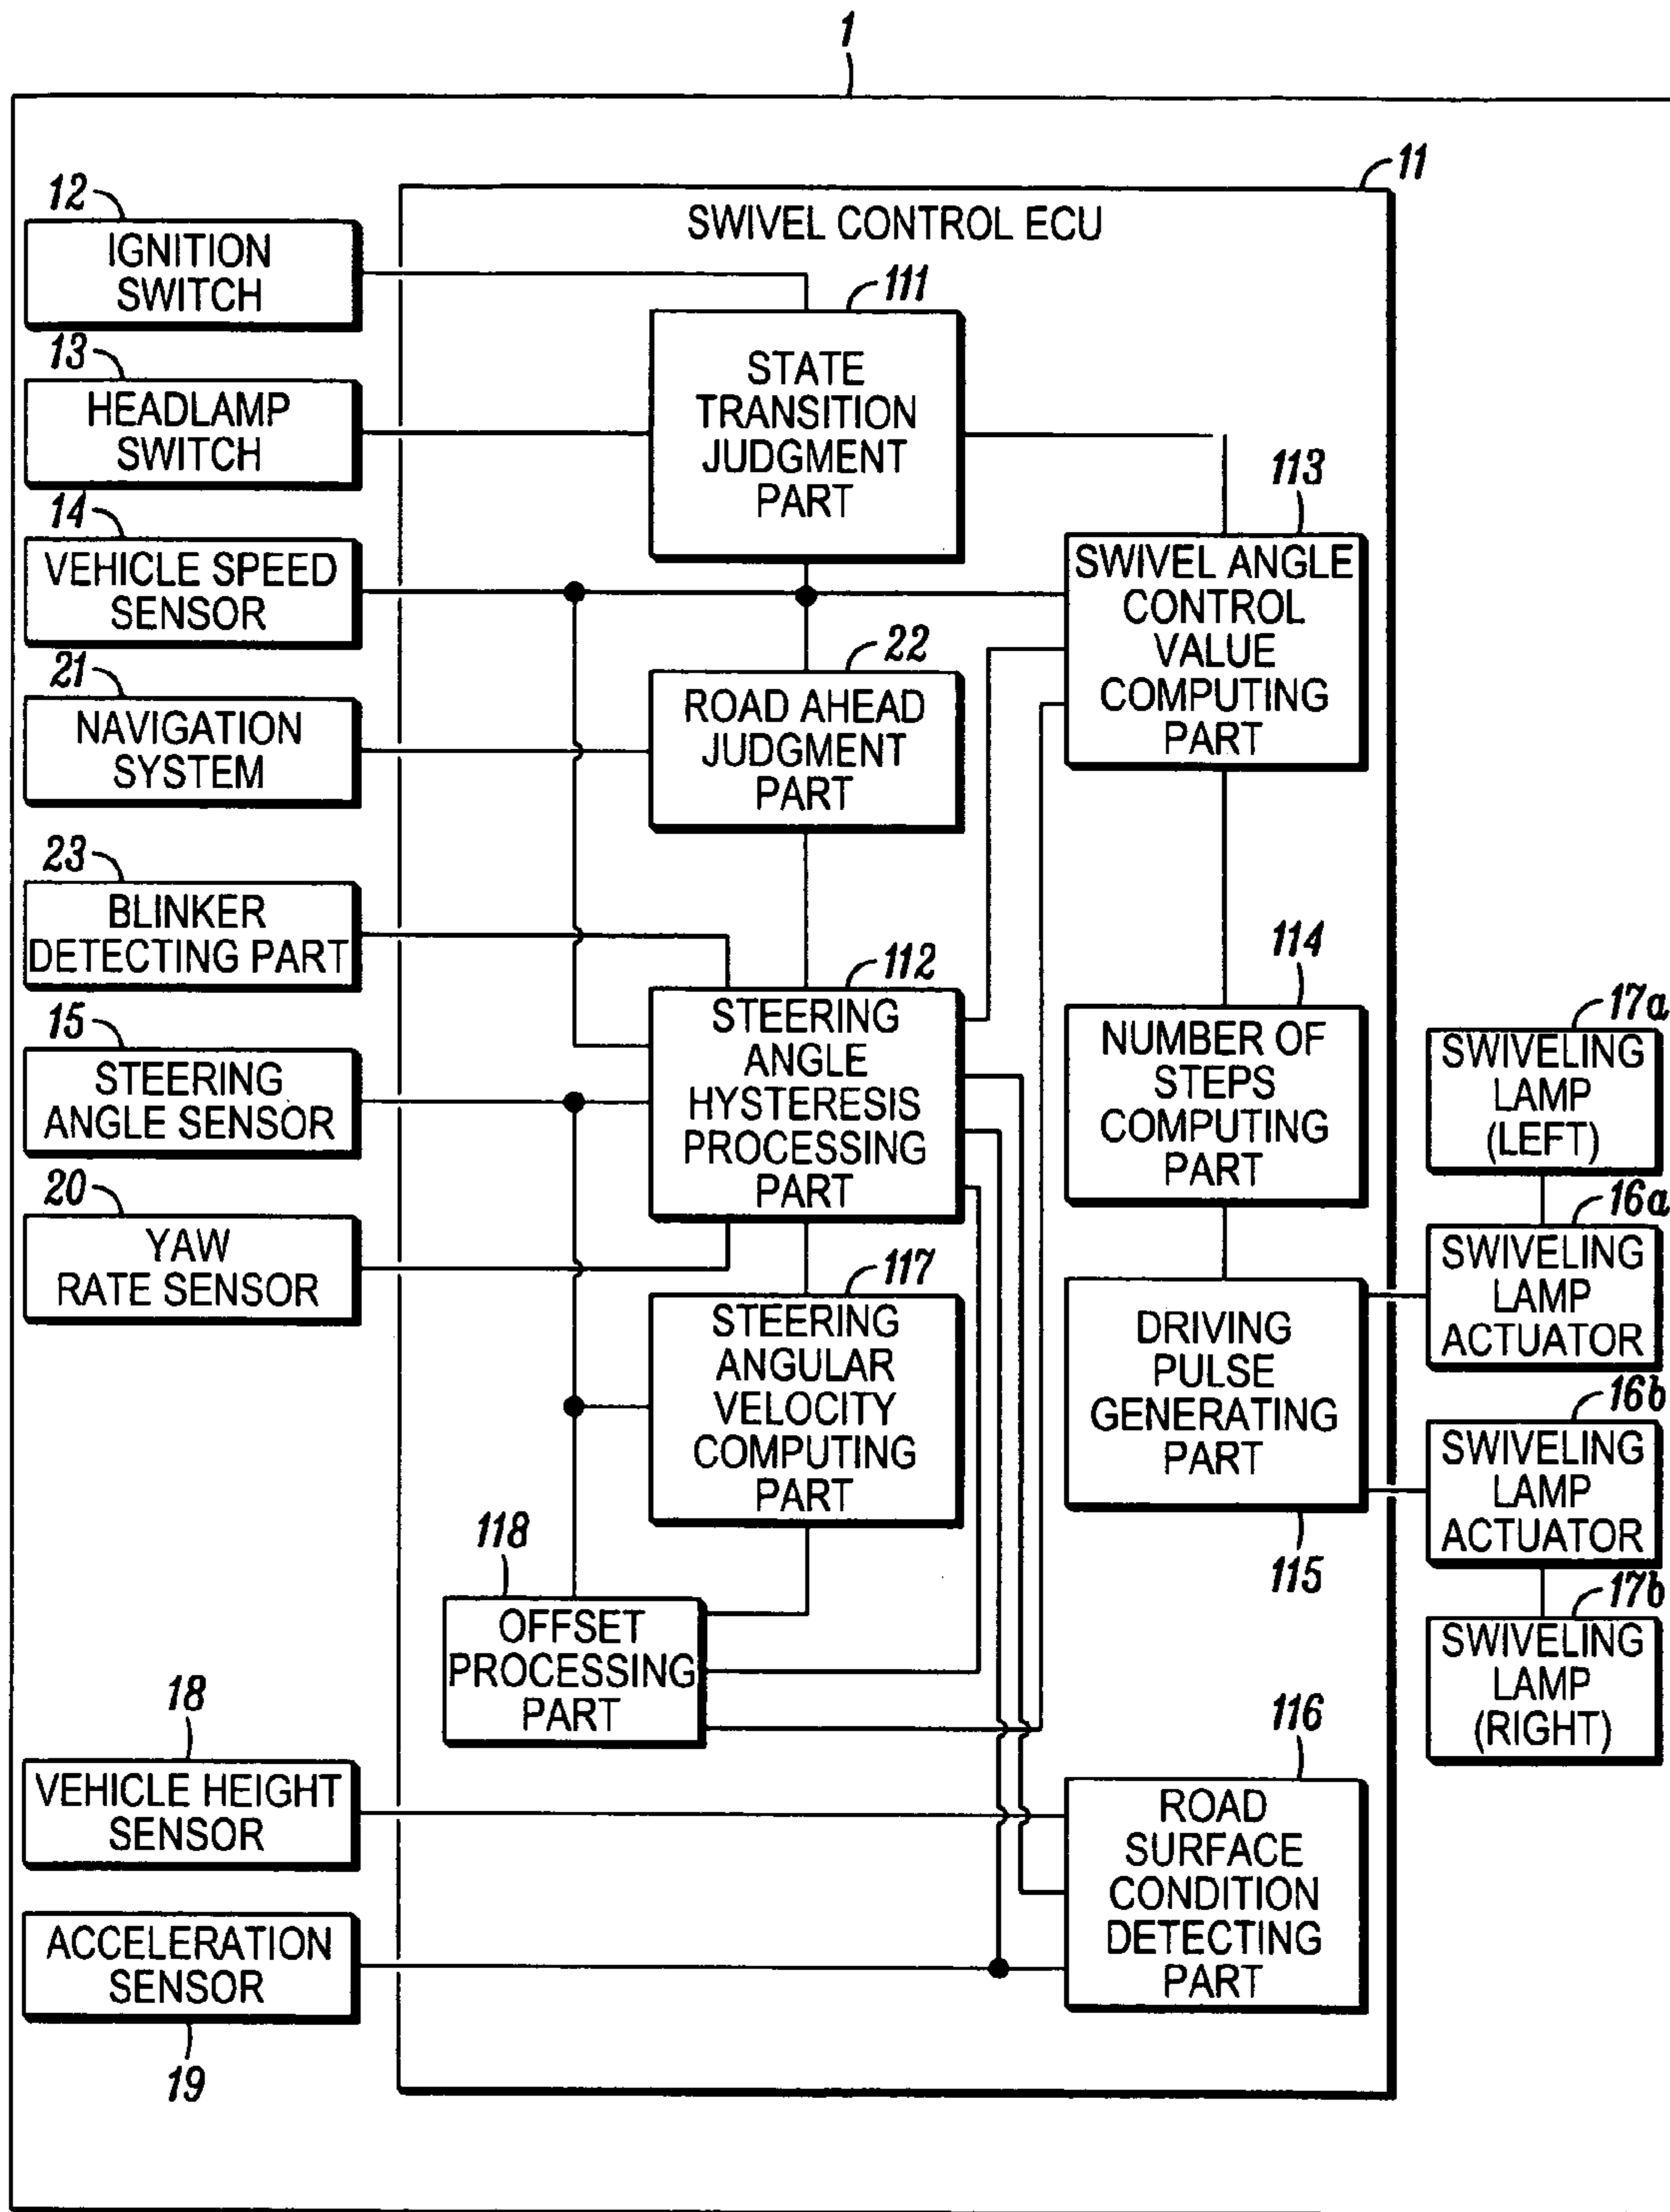 1
11
SWIVEL CONTROL ECU
12
IGNITION
SWITCH
13
HEADLAMP
SWITCH
14
VEHICLE SPEED
SENSOR
21
NAVIGATION
SYSTEM
23
BLINKER
DETECTING PART
15
STEERING
ANGLE SENSOR
20
YAW
RATE SENSOR
18
VEHICLE HEIGHT
SENSOR
ACCELERATION
SENSOR
19
111
STATE
TRANSITION
JUDGMENT
PART
22
ROAD AHEAD
JUDGMENT
PART
112
STEERING
ANGLE
HYSTERESIS
PROCESSING
PART
117
STEERING
ANGULAR
VELOCITY
COMPUTING
PART
118
OFFSET
PROCESSING
PART
113
SWIVEL ANGLE
CONTROL
VALUE
COMPUTING
PART
114
NUMBER OF
STEPS
COMPUTING
PART
DRIVING
PULSE
GENERATING
PART
115
116
ROAD
SURFACE
CONDITION
DETECTING
PART
17a
SWIVELING
LAMP
(LEFT)
16a
SWIVELING
LAMP
ACTUATOR
16b
SWIVELING
LAMP
ACTUATOR
17b
SWIVELING
LAMP
(RIGHT)